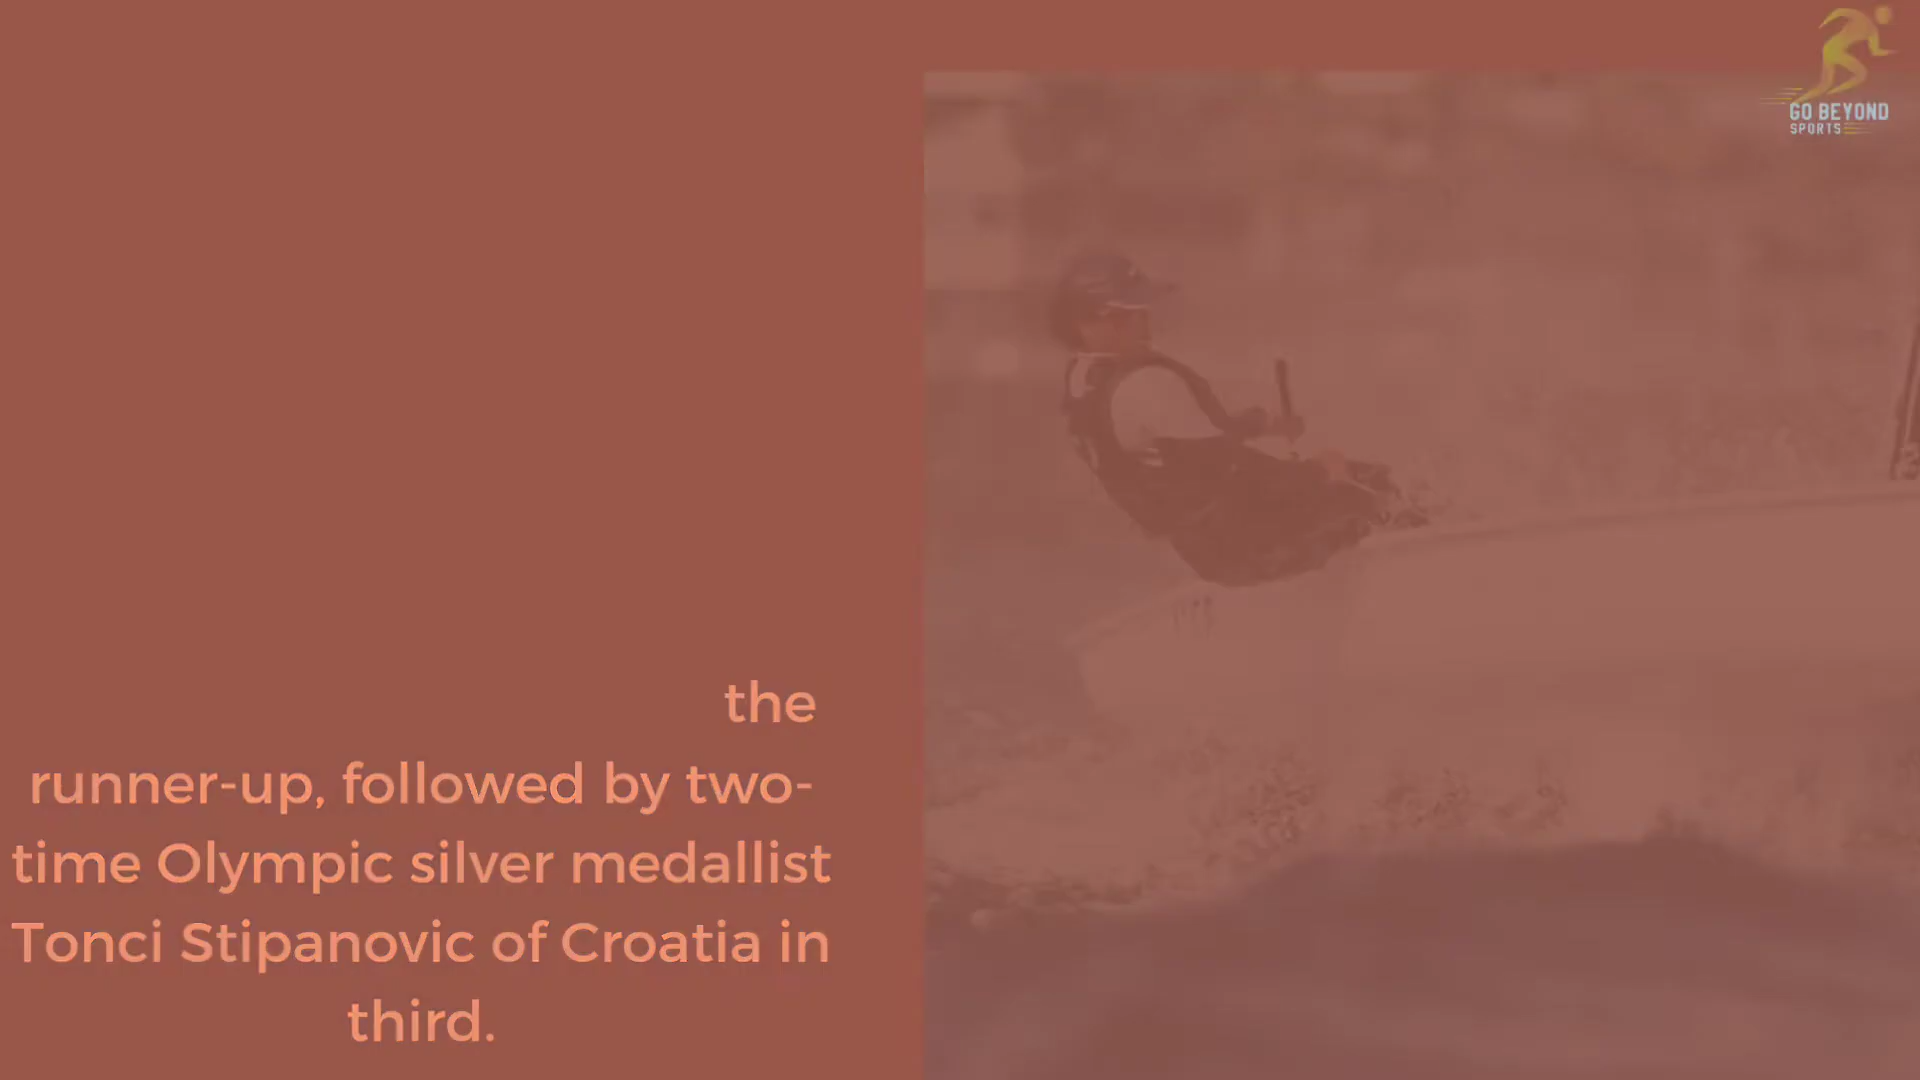 GO BEYOND
SPORTS
the
runner-up, followed by two-
time Olympic silver medallist
Tonci Stipanovic of Croatia in
third.